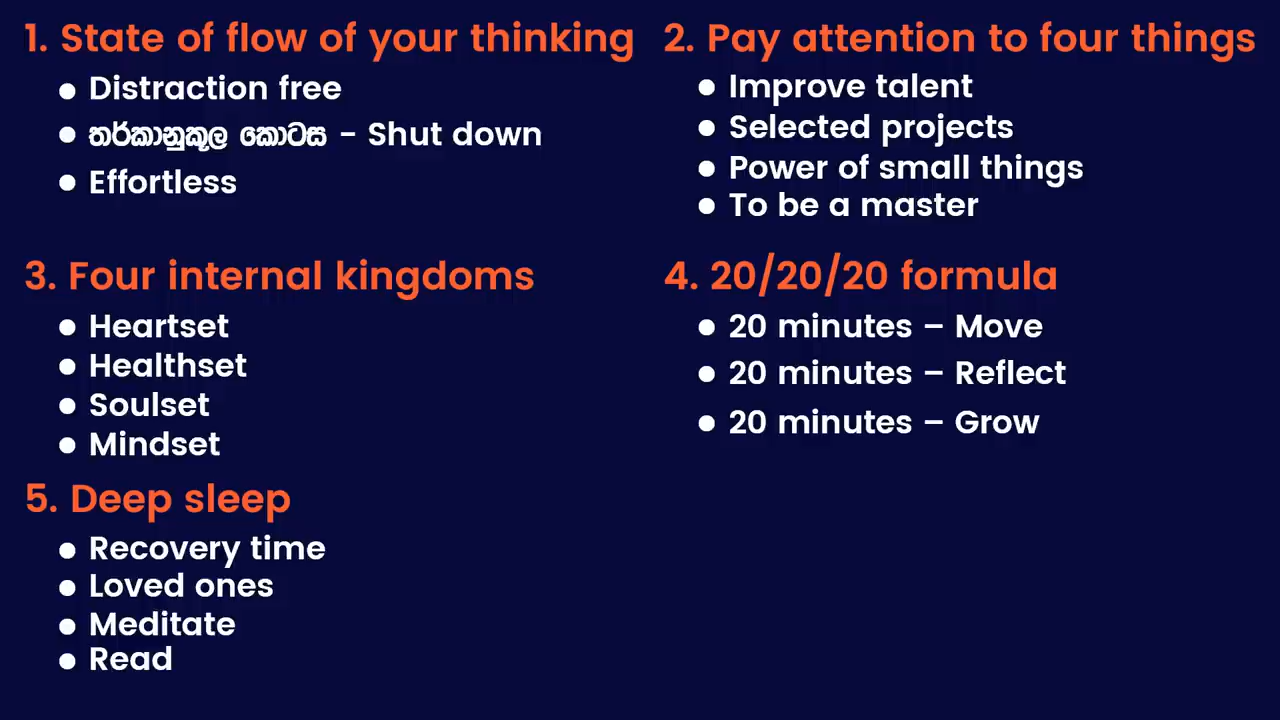 1. State of flow of your thinking
● Distraction free
● තර්කානුකූල කොටස - Shut down
● Effortless
2. Pay attention to four things
● Improve talent
● Selected projects
● Power of small things
● To be a master
3. Four internal kingdoms
● Heartset
● Healthset
● Soulset
● Mindset
4. 20/20/20 formula
● 20 minutes – Move
● 20 minutes – Reflect
● 20 minutes – Grow
5. Deep sleep
● Recovery time
● Loved ones
● Meditate
● Read